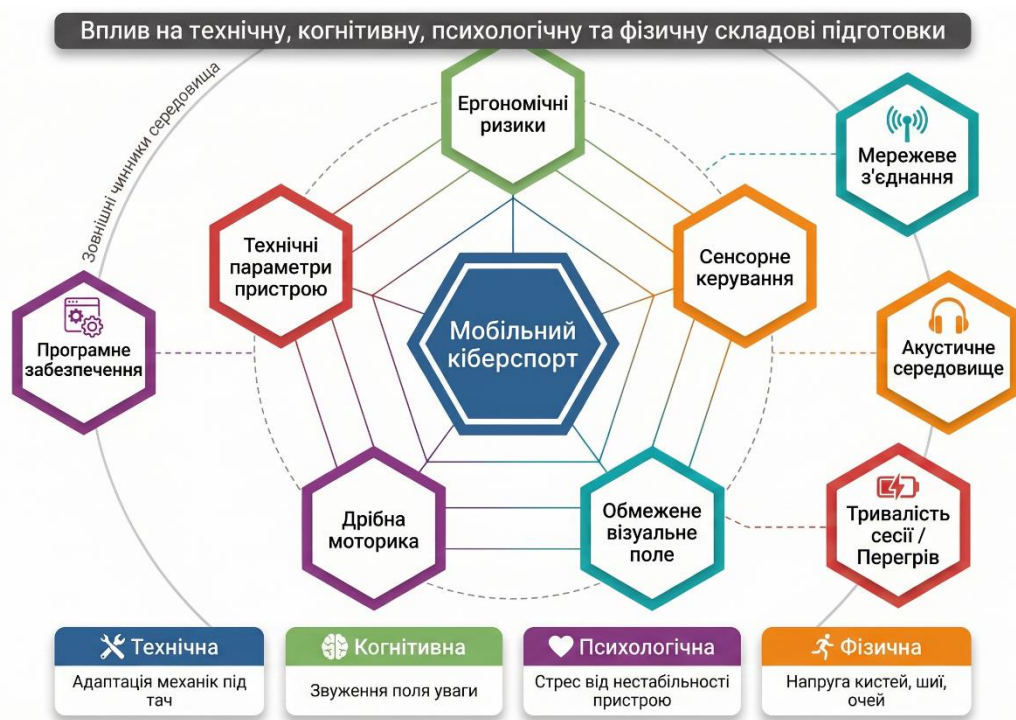 Вплив на технічну, когнітивну, психологічну та фізичну складові підготовки
Зовнішні чинники середовища
Ергономічні
ризики
Мережеве
з'єднання
Технічні
параметри
пристрою
Сенсорне
керування
Мобільний
кіберспорт
Програмне
забезпечення
Акустичне
середовище
Дрібна
моторика
Обмежене
візуальне
поле
Тривалість
сесії /
Перегрів
Технічна
Адаптація механік під
тач
Когнітивна
Звуження поля уваги
Психологічна
Стрес від нестабільності
пристрою
Фізична
Напруга кистей, шиї,
очей